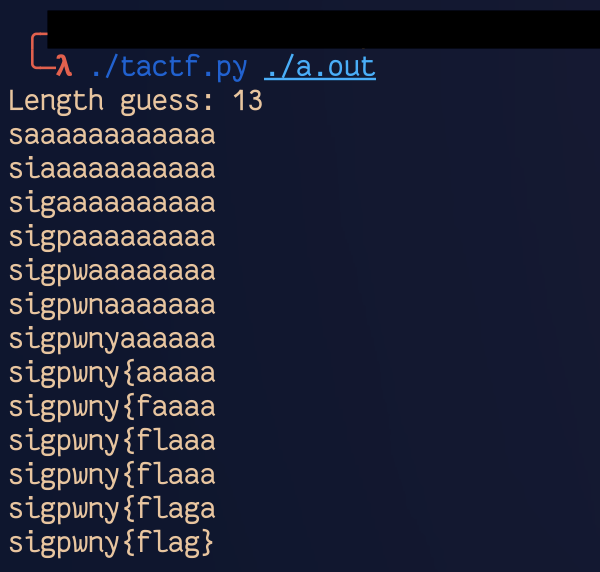 λ ./tactf.py ./a.out
Length guess: 13
saaaaaaaaaaaa
siaaaaaaaaaaa
sigaaaaaaaaaa
sigpaaaaaaaaa
sigpwaaaaaaaa
sigpwnaaaaaaa
sigpwnyaaaaaa
sigpwny{aaaaa
sigpwny{faaaa
sigpwny{flaaa
sigpwny{flaaa
sigpwny{flaga
sigpwny{flag}